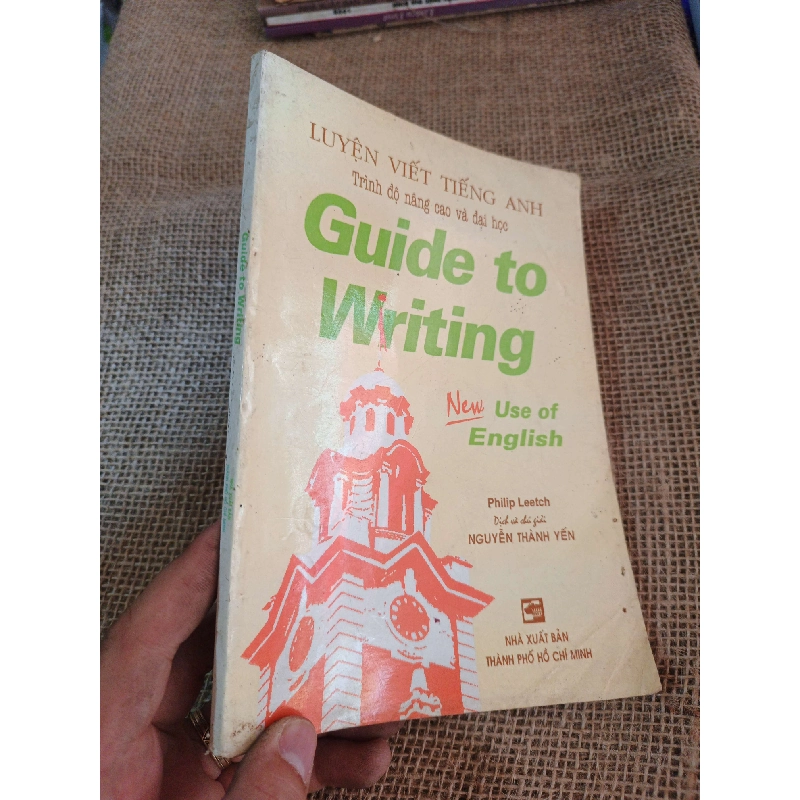 LUYỆN VIẾT TIẾNG ANH
Trình độ nâng cao và đại học
Guide to
Writing
New Use of
English
Philip Leetch
Dịch và chú giải
NGUYỄN THÀNH YẾN
NHÀ XUẤT BẢN
THÀNH PHỐ HỒ CHÍ MINH
Guide to Writing